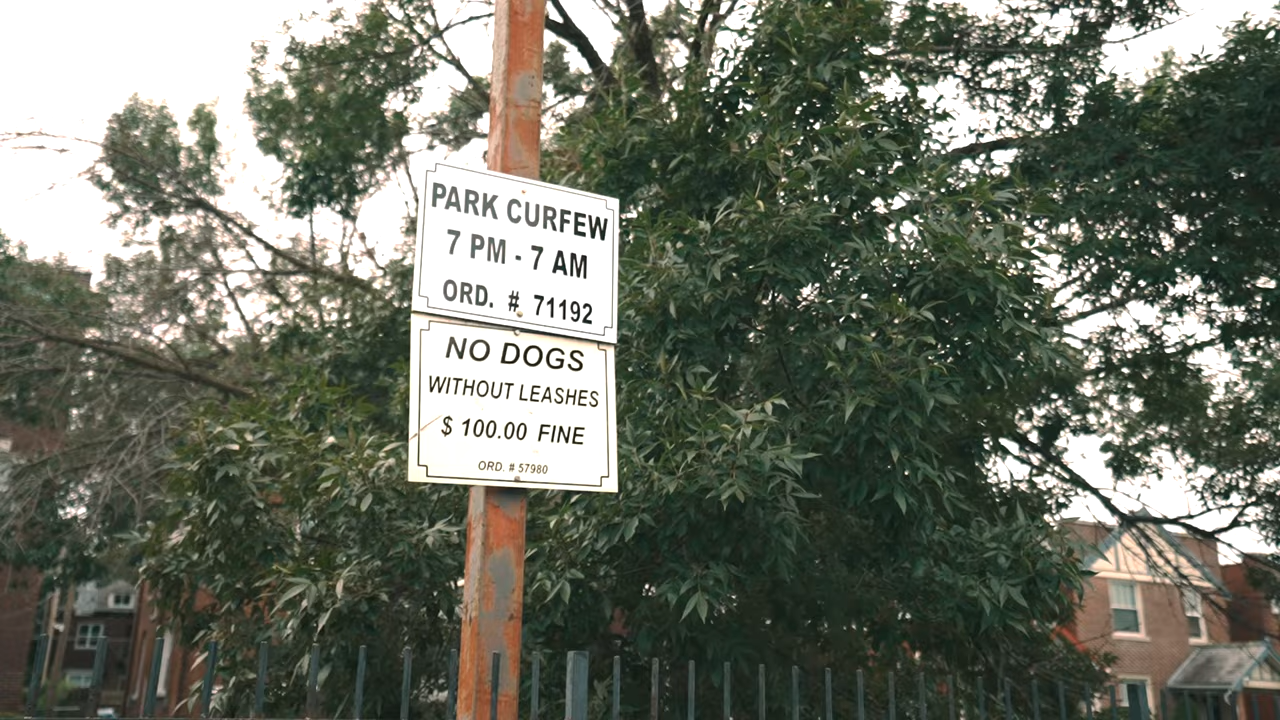 PARK CURFEW
7 PM - 7 AM
ORD. # 71192
NO DOGS
WITHOUT LEASHES
$ 100.00 FINE
ORD. # 57980